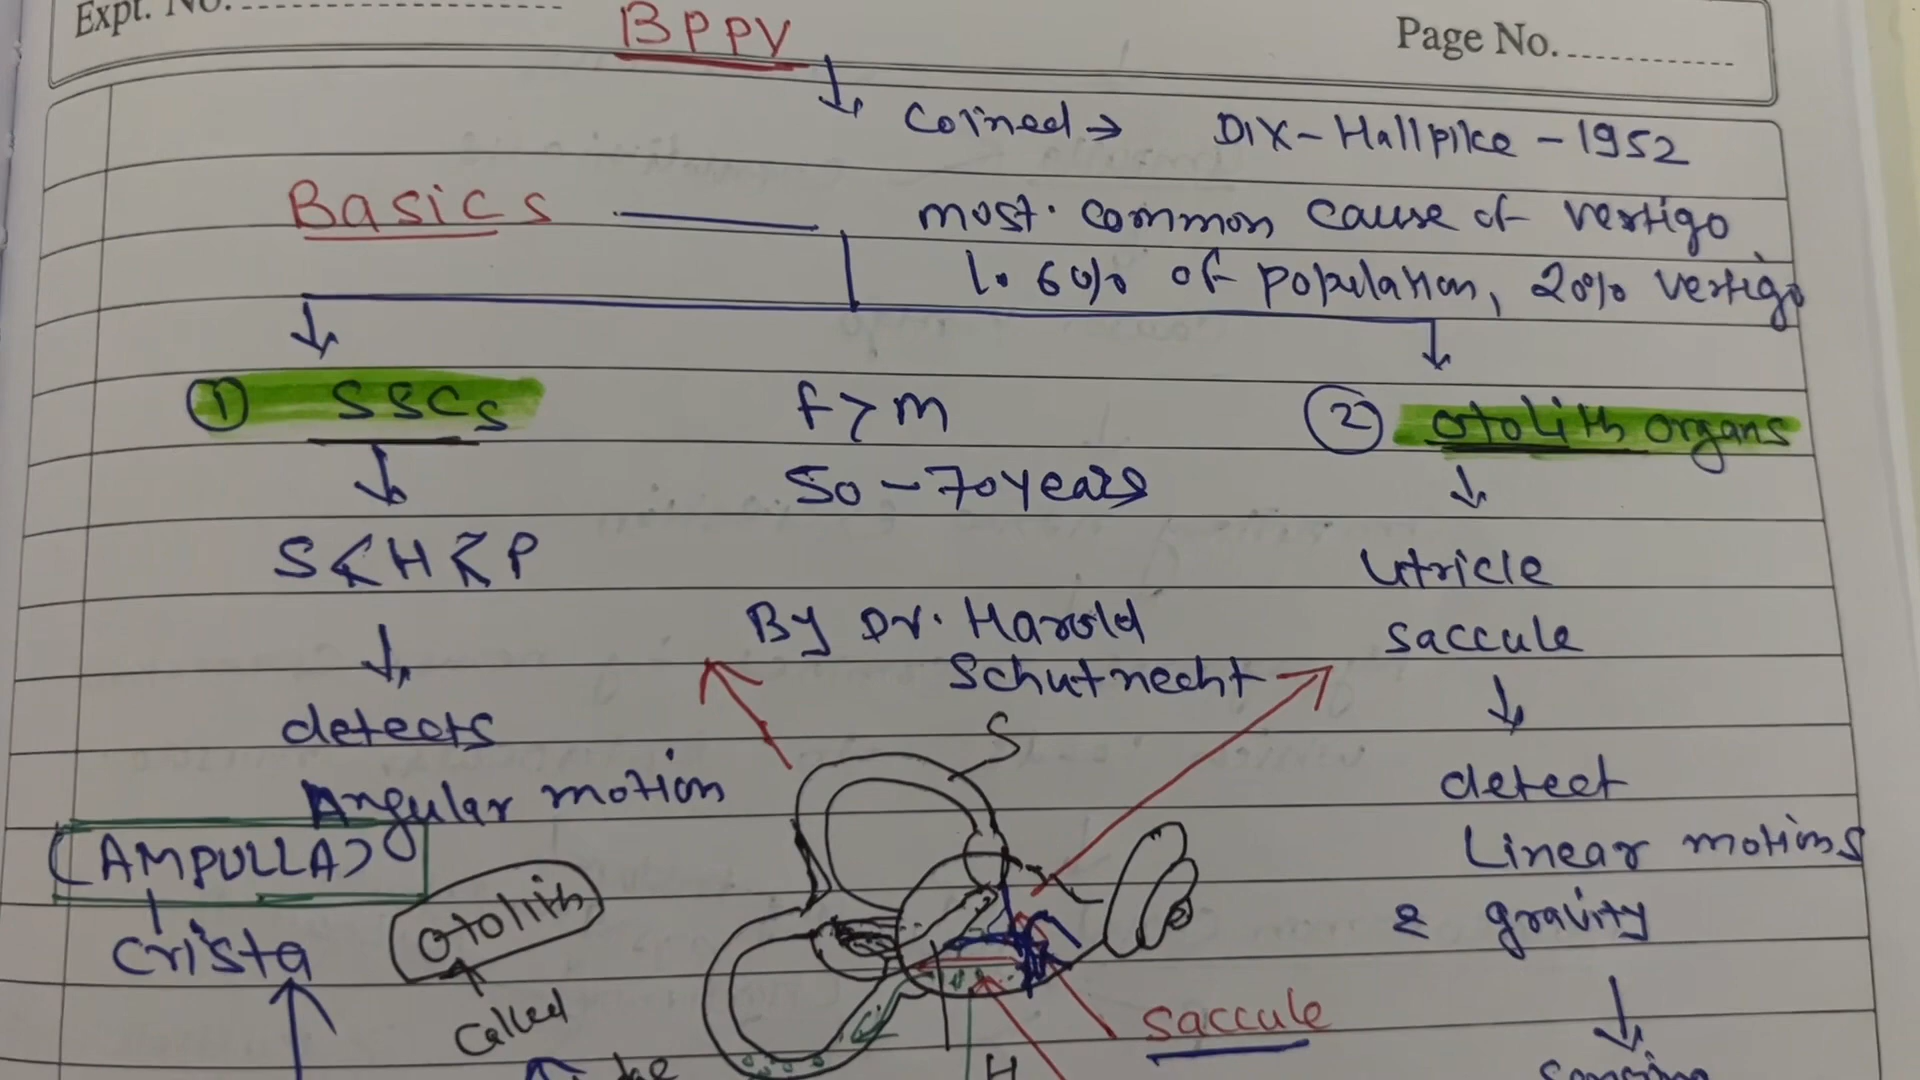 Expt. No.
BPPV
Page No.
Coined → Dix-Hallpike - 1952
Basics
most common cause of vertigo
1. 60% of population, 20% vertigo
① SSCs
F > m
② otolith organs
50 - 70 years
S < H < P
Utricle
By Dr. Harold
saccule
Schutnecht
S
detects
detect
Angular motion
Linear motions
(AMPULLA)
& gravity
otolith
Crista
Called
saccule
H